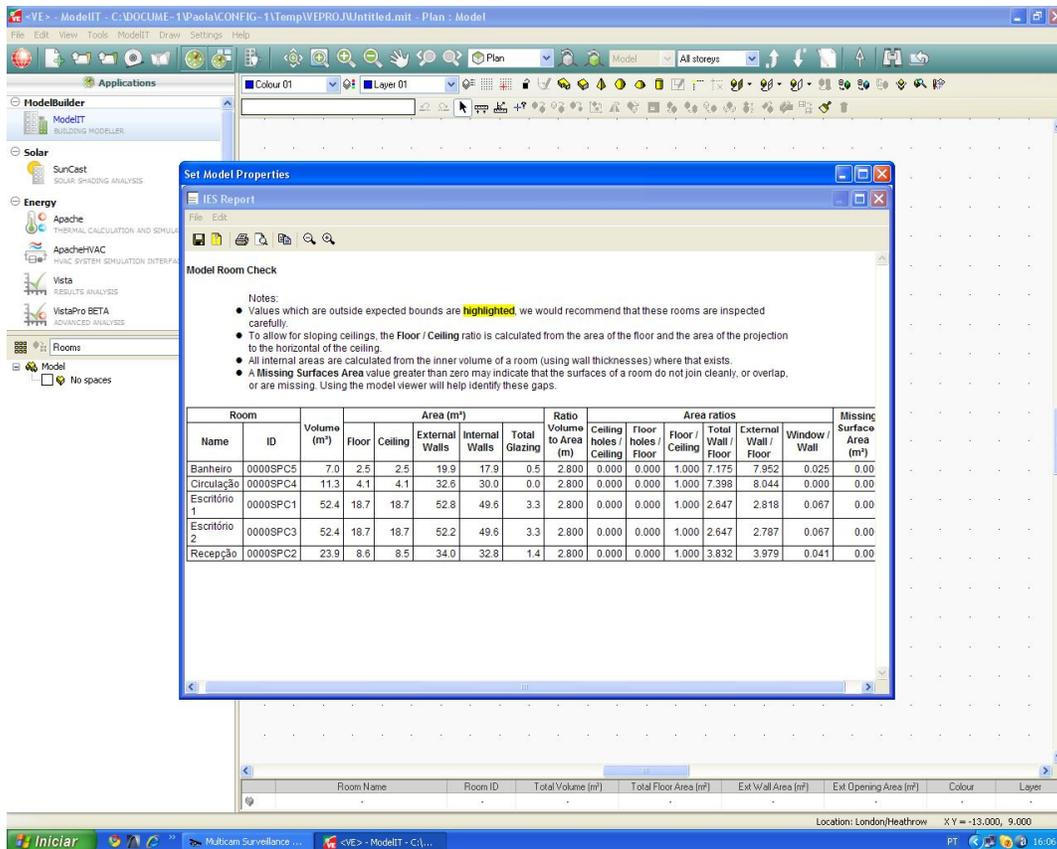 <VE> - ModelIT - C:\DOCUME~1\Paola\CONFIG~1\Temp\VEPROJ\Untitled.mit - Plan : Model
File Edit View Tools ModelIT Draw Settings Help
Plan Model All storeys
Applications Colour 01 Layer 01
ModelBuilder
ModelIT
BUILDING MODELLER
Solar
SunCast
SOLAR SHADING ANALYSIS
Energy
Apache
THERMAL CALCULATION AND SIMULA
ApacheHVAC
HVAC SYSTEM SIMULATION INTERFAC
Vista
RESULTS ANALYSIS
VistaPro BETA
ADVANCED ANALYSIS
Rooms
Model
No spaces
Set Model Properties
IES Report
File Edit
Model Room Check
Notes:
● Values which are outside expected bounds are highlighted, we would recommend that these rooms are inspected
carefully.
● To allow for sloping ceilings, the Floor / Ceiling ratio is calculated from the area of the floor and the area of the projection
to the horizontal of the ceiling.
● All internal areas are calculated from the inner volume of a room (using wall thicknesses) where that exists.
● A Missing Surfaces Area value greater than zero may indicate that the surfaces of a room do not join cleanly, or overlap,
or are missing. Using the model viewer will help identify these gaps.
Room Volume (m³) Area (m²) Ratio Volume to Area (m) Area ratios Missing Surface Area (m²)
Name ID Floor Ceiling External Walls Internal Walls Total Glazing Ceiling holes / Ceiling Floor holes / Floor Floor / Ceiling Total Wall / Floor External Wall / Floor Window / Wall
Banheiro 0000SPC5 7.0 2.5 2.5 19.9 17.9 0.5 2.800 0.000 0.000 1.000 7.175 7.952 0.025 0.00
Circulação 0000SPC4 11.3 4.1 4.1 32.6 30.0 0.0 2.800 0.000 0.000 1.000 7.398 8.044 0.000 0.00
Escritório 1 0000SPC1 52.4 18.7 18.7 52.8 49.6 3.3 2.800 0.000 0.000 1.000 2.647 2.818 0.067 0.00
Escritório 2 0000SPC3 52.4 18.7 18.7 52.2 49.6 3.3 2.800 0.000 0.000 1.000 2.647 2.787 0.067 0.00
Recepção 0000SPC2 23.9 8.6 8.5 34.0 32.8 1.4 2.800 0.000 0.000 1.000 3.832 3.979 0.041 0.00
Room Name Room ID Total Volume (m³) Total Floor Area (m²) Ext Wall Area (m²) Ext Opening Area (m²) Colour Layer
Location: London/Heathrow X Y = -13.000, 9.000
Iniciar Multicam Surveillance ... <VE> - ModelIT - C:\... PT 16:06